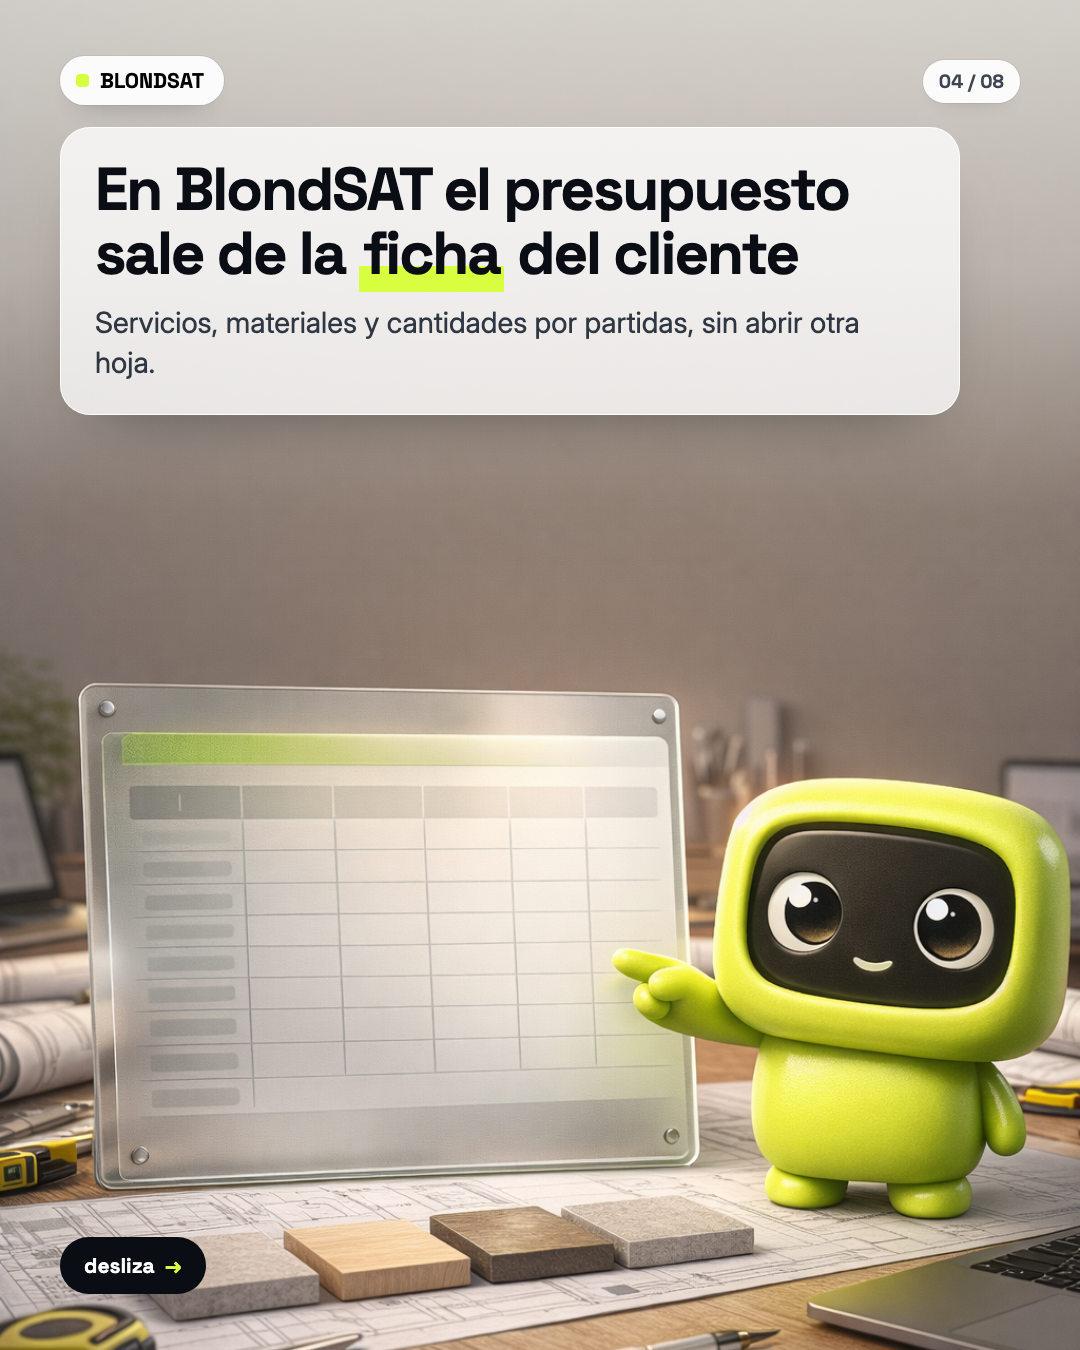 BLONDSAT
04 / 08
En BlondSAT el presupuesto
sale de la ficha del cliente
Servicios, materiales y cantidades por partidas, sin abrir otra
hoja.
desliza →